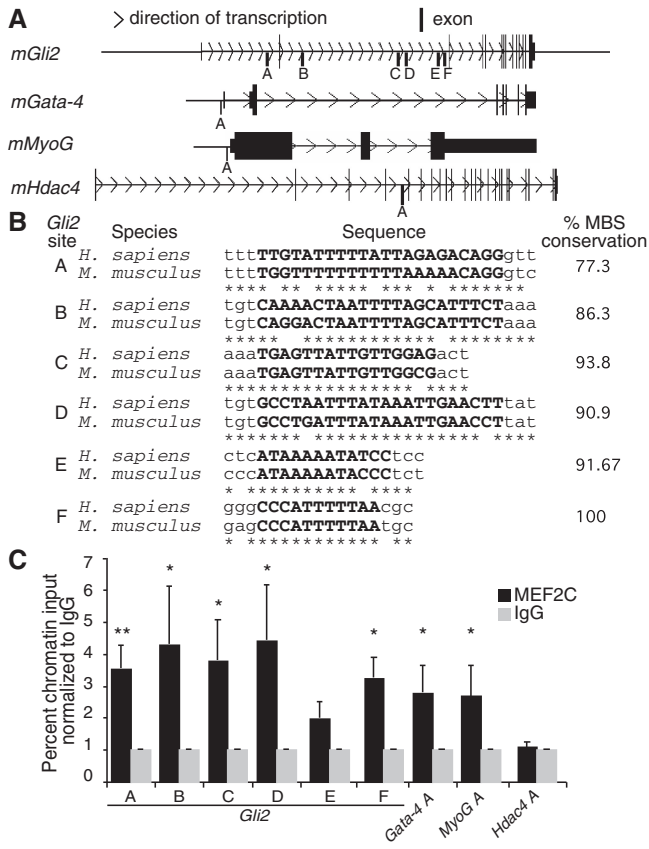 A
direction of transcription
exon
mGli2
A B C D E F
mGata-4
A
mMyoG
A
mHdac4
A
B
Gli2 site Species Sequence % MBS conservation
A H. sapiens tttTTGTATTTTTATTAGAGACAGGgtt 77.3
M. musculus tttTGGTTTTTTTTTTAAAAACAGGgtc
**** ** **** *** * * ********
B H. sapiens tgtCAAAACTAATTTTAGCATTTCTaaa 86.3
M. musculus tgtCAGGACTAATTTTAGCATTTCTaaa
***** *********************
C H. sapiens aaaTGAGTTATTGTTGGAGact 93.8
M. musculus aaaTGAGTTATTGTTGGCGact
***************** ****
D H. sapiens tgtGCCTAATTTATAAATTGAACTTtat 90.9
M. musculus tgtGCCTGATTTATAAATTGAACCTtat
******* **************** ****
E H. sapiens ctcATAAAAATATCCtcc 91.67
M. musculus cccATAAAAATACCCtct
* ********** ****
F H. sapiens gggCCCATTTTTAAcgc 100
M. musculus gagCCCATTTTTAAtgc
* ************ **
C
Percent chromatin input normalized to IgG
7
6
5
4
3
2
1
0
** * * * * * *
MEF2C
IgG
A B C D E F Gata-4 A MyoG A Hdac4 A
Gli2